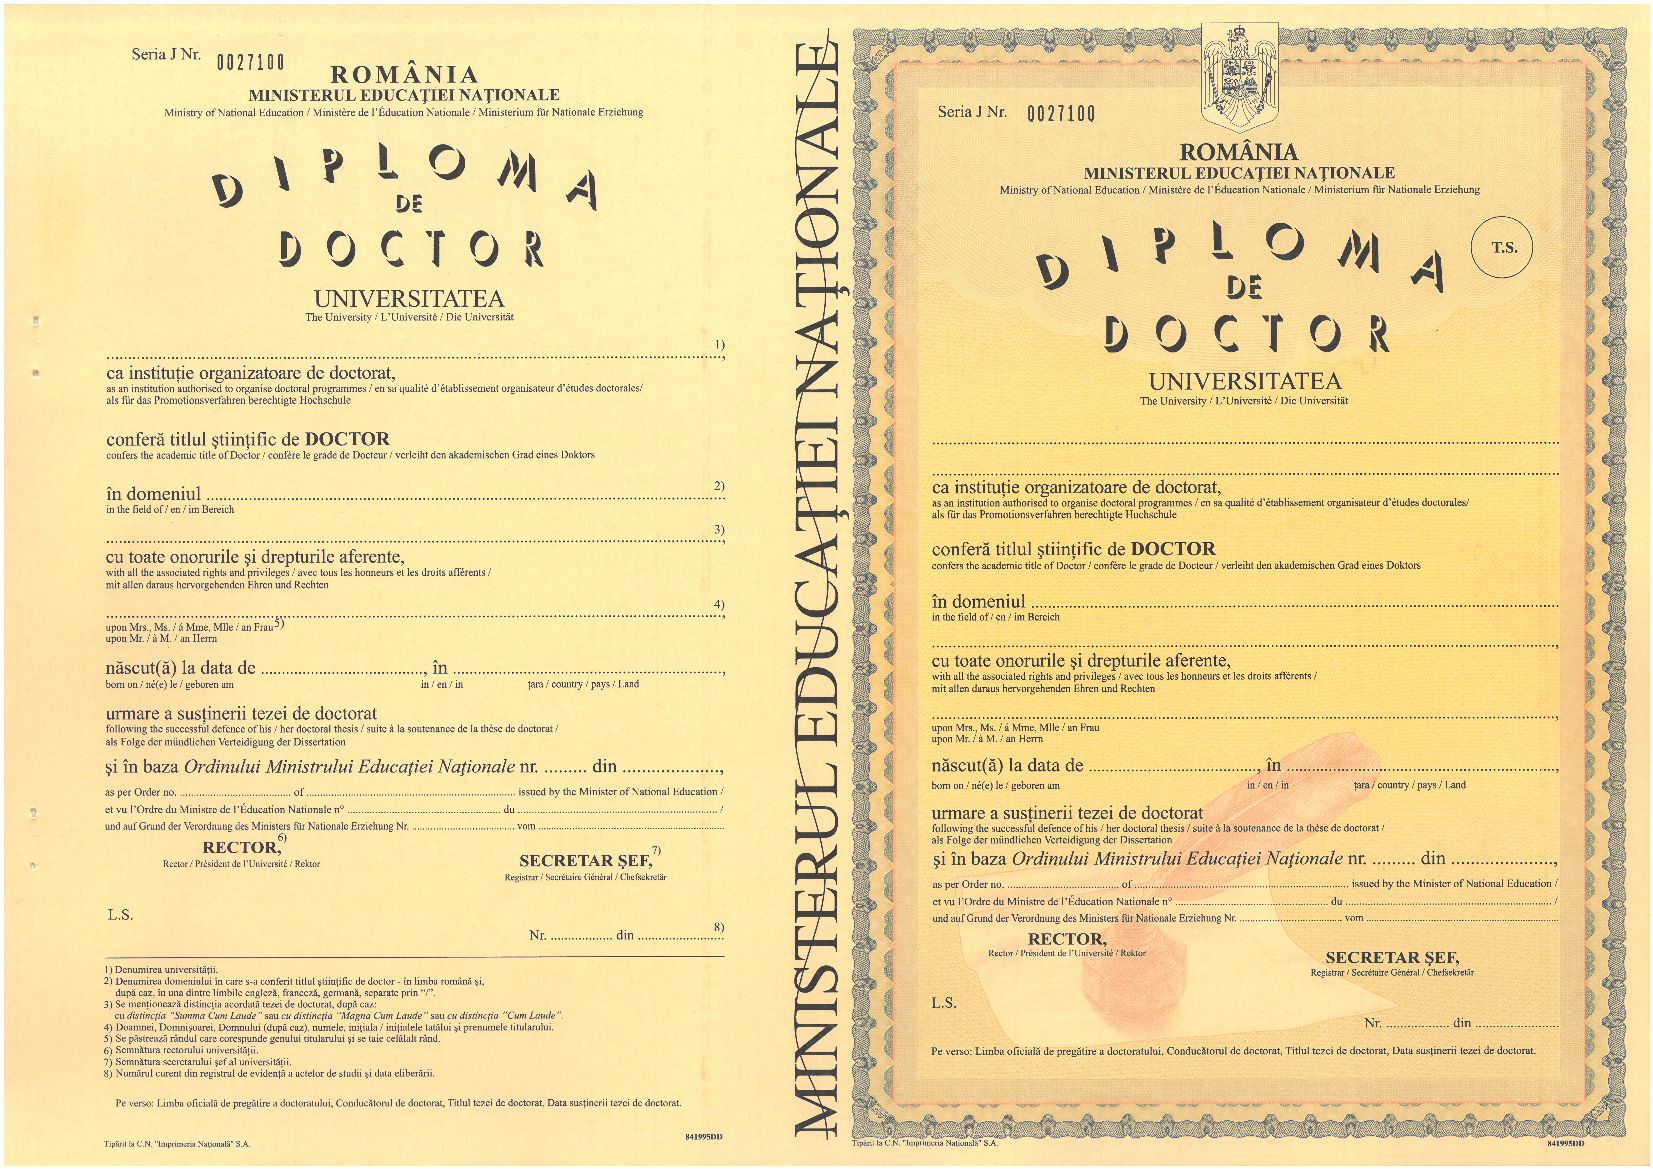 Seria J Nr. 0027100
ROMÂNIA
MINISTERUL EDUCAŢIEI NAŢIONALE
Ministry of National Education / Ministère de l'Éducation Nationale / Ministerium für Nationale Erziehung
DIPLOMA
DE
DOCTOR
UNIVERSITATEA
The University / L'Université / Die Universität
........................................ 1)
ca instituţie organizatoare de doctorat,
as an institution authorised to organise doctoral programmes / en sa qualité d'établissement organisateur d'études doctorales/
als für das Promotionsverfahren berechtigte Hochschule
conferă titlul ştiinţific de DOCTOR
confers the academic title of Doctor / confère le grade de Docteur / verleiht den akademischen Grad eines Doktors
în domeniul ........................................ 2)
in the field of / en / im Bereich
........................................ 3)
cu toate onorurile şi drepturile aferente,
with all the associated rights and privileges / avec tous les honneurs et les droits afférents /
mit allen daraus hervorgehenden Ehren und Rechten
........................................ 4)
upon Mrs., Ms. / à Mme, Mlle / an Frau 5)
upon Mr. / à M. / an Herrn
născut(ă) la data de ...................................., în ........................................,
born on / né(e) le / geboren am in / en / in ţara / country / pays / Land
urmare a susţinerii tezei de doctorat
following the successful defence of his / her doctoral thesis / suite à la soutenance de la thèse de doctorat /
als Folge der mündlichen Verteidigung der Dissertation
şi în baza Ordinului Ministrului Educaţiei Naţionale nr. ......... din ....................,
as per Order no. ........................ of ........................ issued by the Minister of National Education /
et vu l'Ordre du Ministre de l'Éducation Nationale n° ........................ du ........................ /
und auf Grund der Verordnung des Ministers für Nationale Erziehung Nr. ........................ vom ........................
RECTOR, 6)
Rector / Président de l'Université / Rektor
SECRETAR ŞEF, 7)
Registrar / Secrétaire Général / Chefsekretär
L.S.
Nr. ................... din .......................... 8)
1) Denumirea universităţii.
2) Denumirea domeniului în care s-a conferit titlul ştiinţific de doctor - în limba română şi,
după caz, în una dintre limbile engleză, franceză, germană, separate prin "/".
3) Se menţionează distincţia acordată tezei de doctorat, după caz:
cu distincţia "Summa Cum Laude" sau cu distincţia "Magna Cum Laude" sau cu distincţia "Cum Laude".
4) Doamnei, Domnişoarei, Domnului (după caz), numele, iniţiala / iniţialele tatălui şi prenumele titularului.
5) Se păstrează rândul care corespunde genului titularului şi se taie celălalt rând.
6) Semnătura rectorului universităţii.
7) Semnătura secretarului şef al universităţii.
8) Numărul curent din registrul de evidenţă a actelor de studii şi data eliberării.
Pe verso: Limba oficială de pregătire a doctoratului, Conducătorul de doctorat, Titlul tezei de doctorat, Data susţinerii tezei de doctorat.
Tipărit la C.N. "Imprimeria Naţională" S.A.
841995DD
MINISTERUL EDUCAŢIEI NAŢIONALE
Seria J Nr. 0027100
ROMÂNIA
MINISTERUL EDUCAŢIEI NAŢIONALE
Ministry of National Education / Ministère de l'Éducation Nationale / Ministerium für Nationale Erziehung
T.S.
DIPLOMA
DE
DOCTOR
UNIVERSITATEA
The University / L'Université / Die Universität
ca instituţie organizatoare de doctorat,
as an institution authorised to organise doctoral programmes / en sa qualité d'établissement organisateur d'études doctorales/
als für das Promotionsverfahren berechtigte Hochschule
conferă titlul ştiinţific de DOCTOR
confers the academic title of Doctor / confère le grade de Docteur / verleiht den akademischen Grad eines Doktors
în domeniul ........................................
in the field of / en / im Bereich
cu toate onorurile şi drepturile aferente,
with all the associated rights and privileges / avec tous les honneurs et les droits afférents /
mit allen daraus hervorgehenden Ehren und Rechten
upon Mrs., Ms. / à Mme, Mlle / an Frau
upon Mr. / à M. / an Herrn
născut(ă) la data de ...................................., în ........................................,
born on / né(e) le / geboren am in / en / in ţara / country / pays / Land
urmare a susţinerii tezei de doctorat
following the successful defence of his / her doctoral thesis / suite à la soutenance de la thèse de doctorat /
als Folge der mündlichen Verteidigung der Dissertation
şi în baza Ordinului Ministrului Educaţiei Naţionale nr. ......... din ....................,
as per Order no. ........................ of ........................ issued by the Minister of National Education /
et vu l'Ordre du Ministre de l'Éducation Nationale n° ........................ du ........................ /
und auf Grund der Verordnung des Ministers für Nationale Erziehung Nr. ........................ vom ........................
RECTOR,
Rector / Président de l'Université / Rektor
SECRETAR ŞEF,
Registrar / Secrétaire Général / Chefsekretär
L.S.
Nr. ................... din ..........................
Pe verso: Limba oficială de pregătire a doctoratului, Conducătorul de doctorat, Titlul tezei de doctorat, Data susţinerii tezei de doctorat.
Tipărit la C.N. "Imprimeria Naţională" S.A.
841995DD